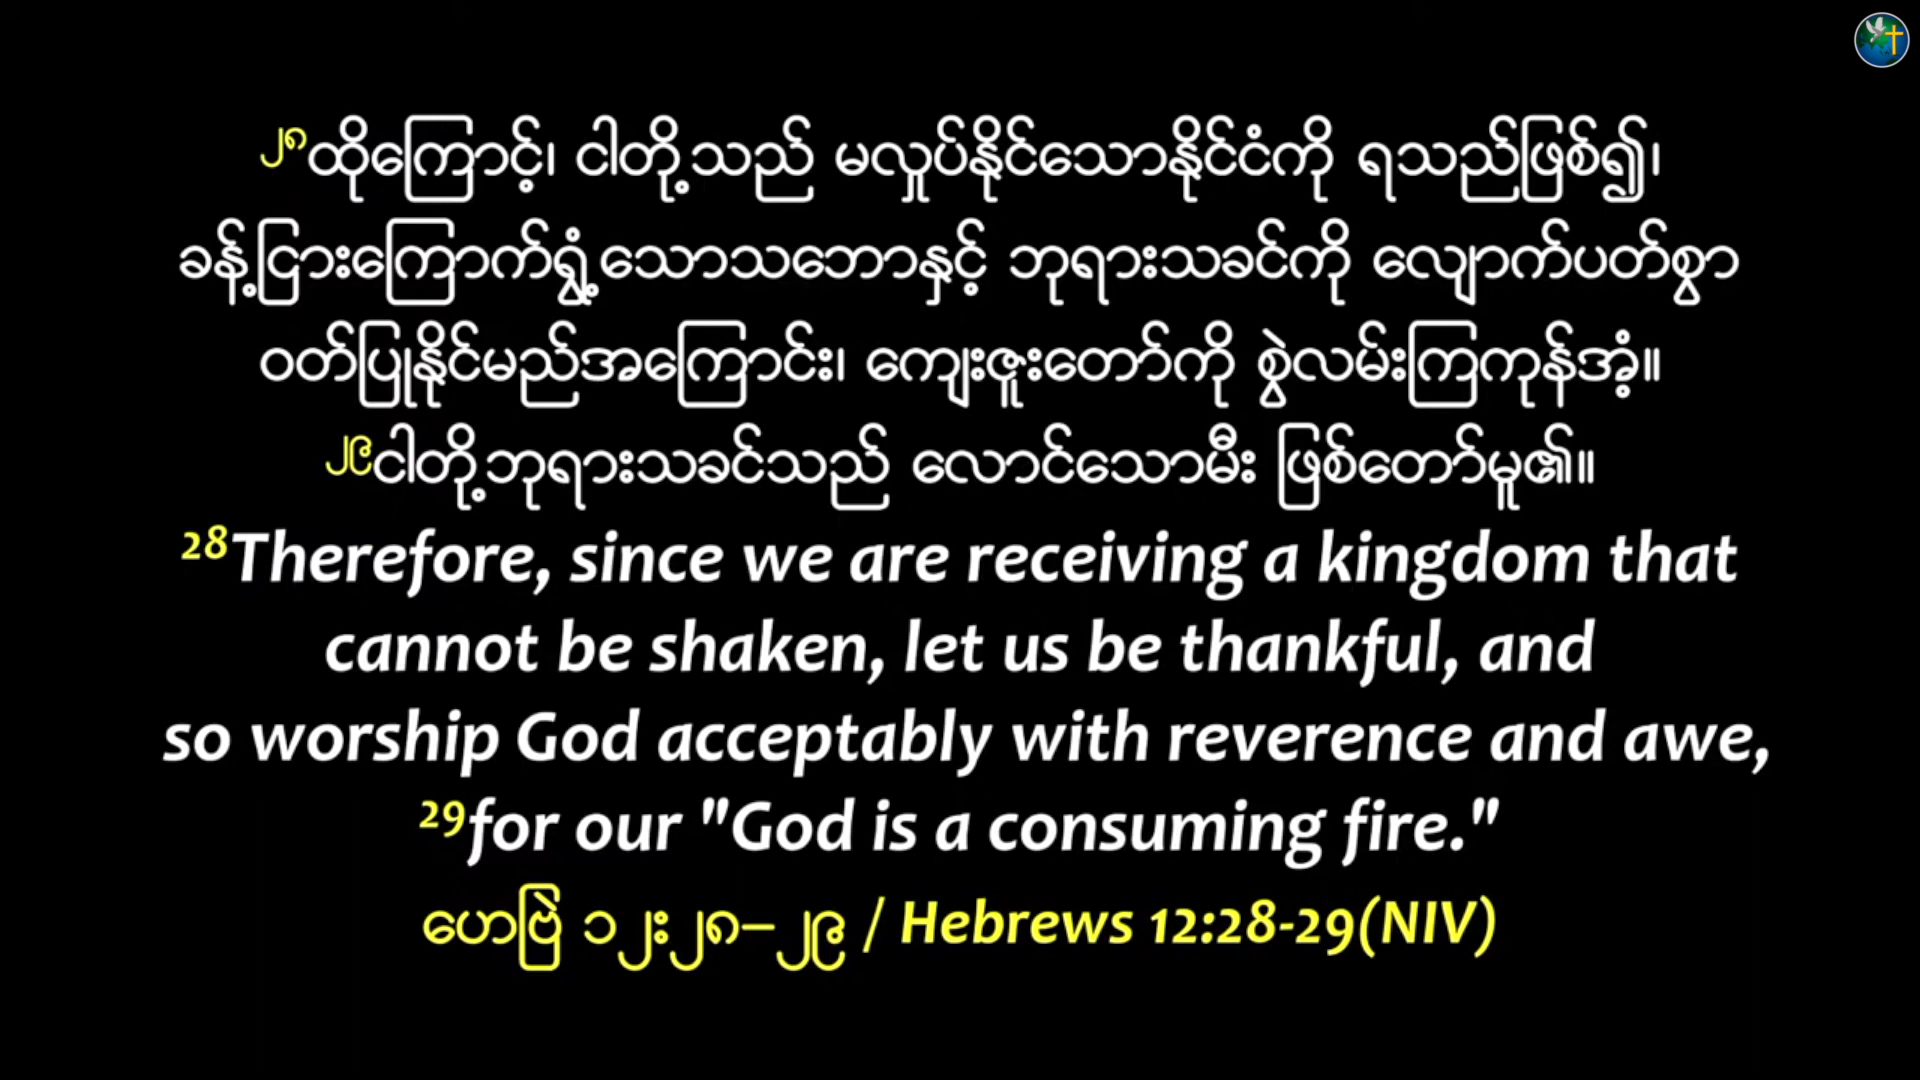 ၂၈ထိုကြောင့်၊ ငါတို့သည် မလှုပ်နိုင်သောနိုင်ငံကို ရသည်ဖြစ်၍၊
ခန့်ငြားကြောက်ရွံ့သောသဘောနှင့် ဘုရားသခင်ကို လျောက်ပတ်စွာ
ဝတ်ပြုနိုင်မည်အကြောင်း၊ ကျေးဇူးတော်ကို စွဲလမ်းကြကုန်အံ့။
၂၉ငါတို့ဘုရားသခင်သည် လောင်သောမီး ဖြစ်တော်မူ၏။
28Therefore, since we are receiving a kingdom that
cannot be shaken, let us be thankful, and
so worship God acceptably with reverence and awe,
29for our "God is a consuming fire."
ဟေဗြဲ ၁၂း၂၈–၂၉ / Hebrews 12:28-29(NIV)